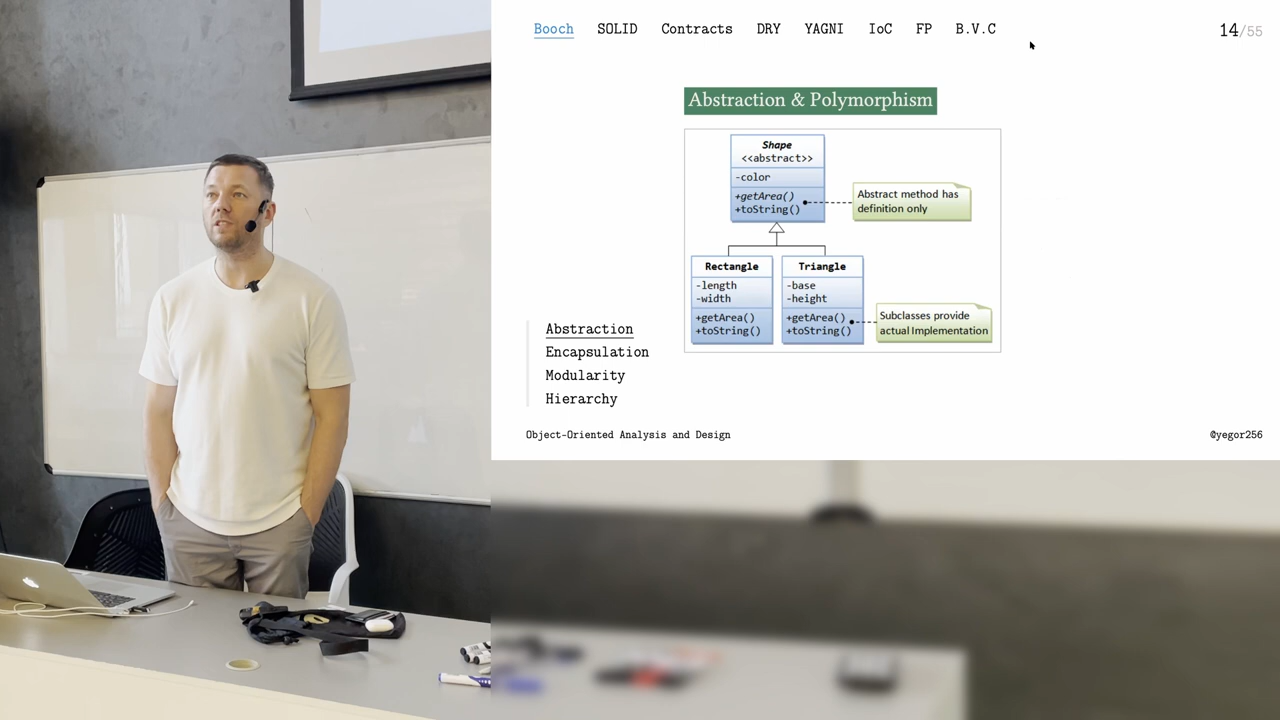 Booch SOLID Contracts DRY YAGNI IoC FP B.V.C 14/55
Abstraction & Polymorphism
Shape
<<abstract>>
-color
+getArea()
+toString()
Abstract method has
definition only
Rectangle
-length
-width
+getArea()
+toString()
Triangle
-base
-height
+getArea()
+toString()
Subclasses provide
actual Implementation
Abstraction
Encapsulation
Modularity
Hierarchy
Object-Oriented Analysis and Design @yegor256